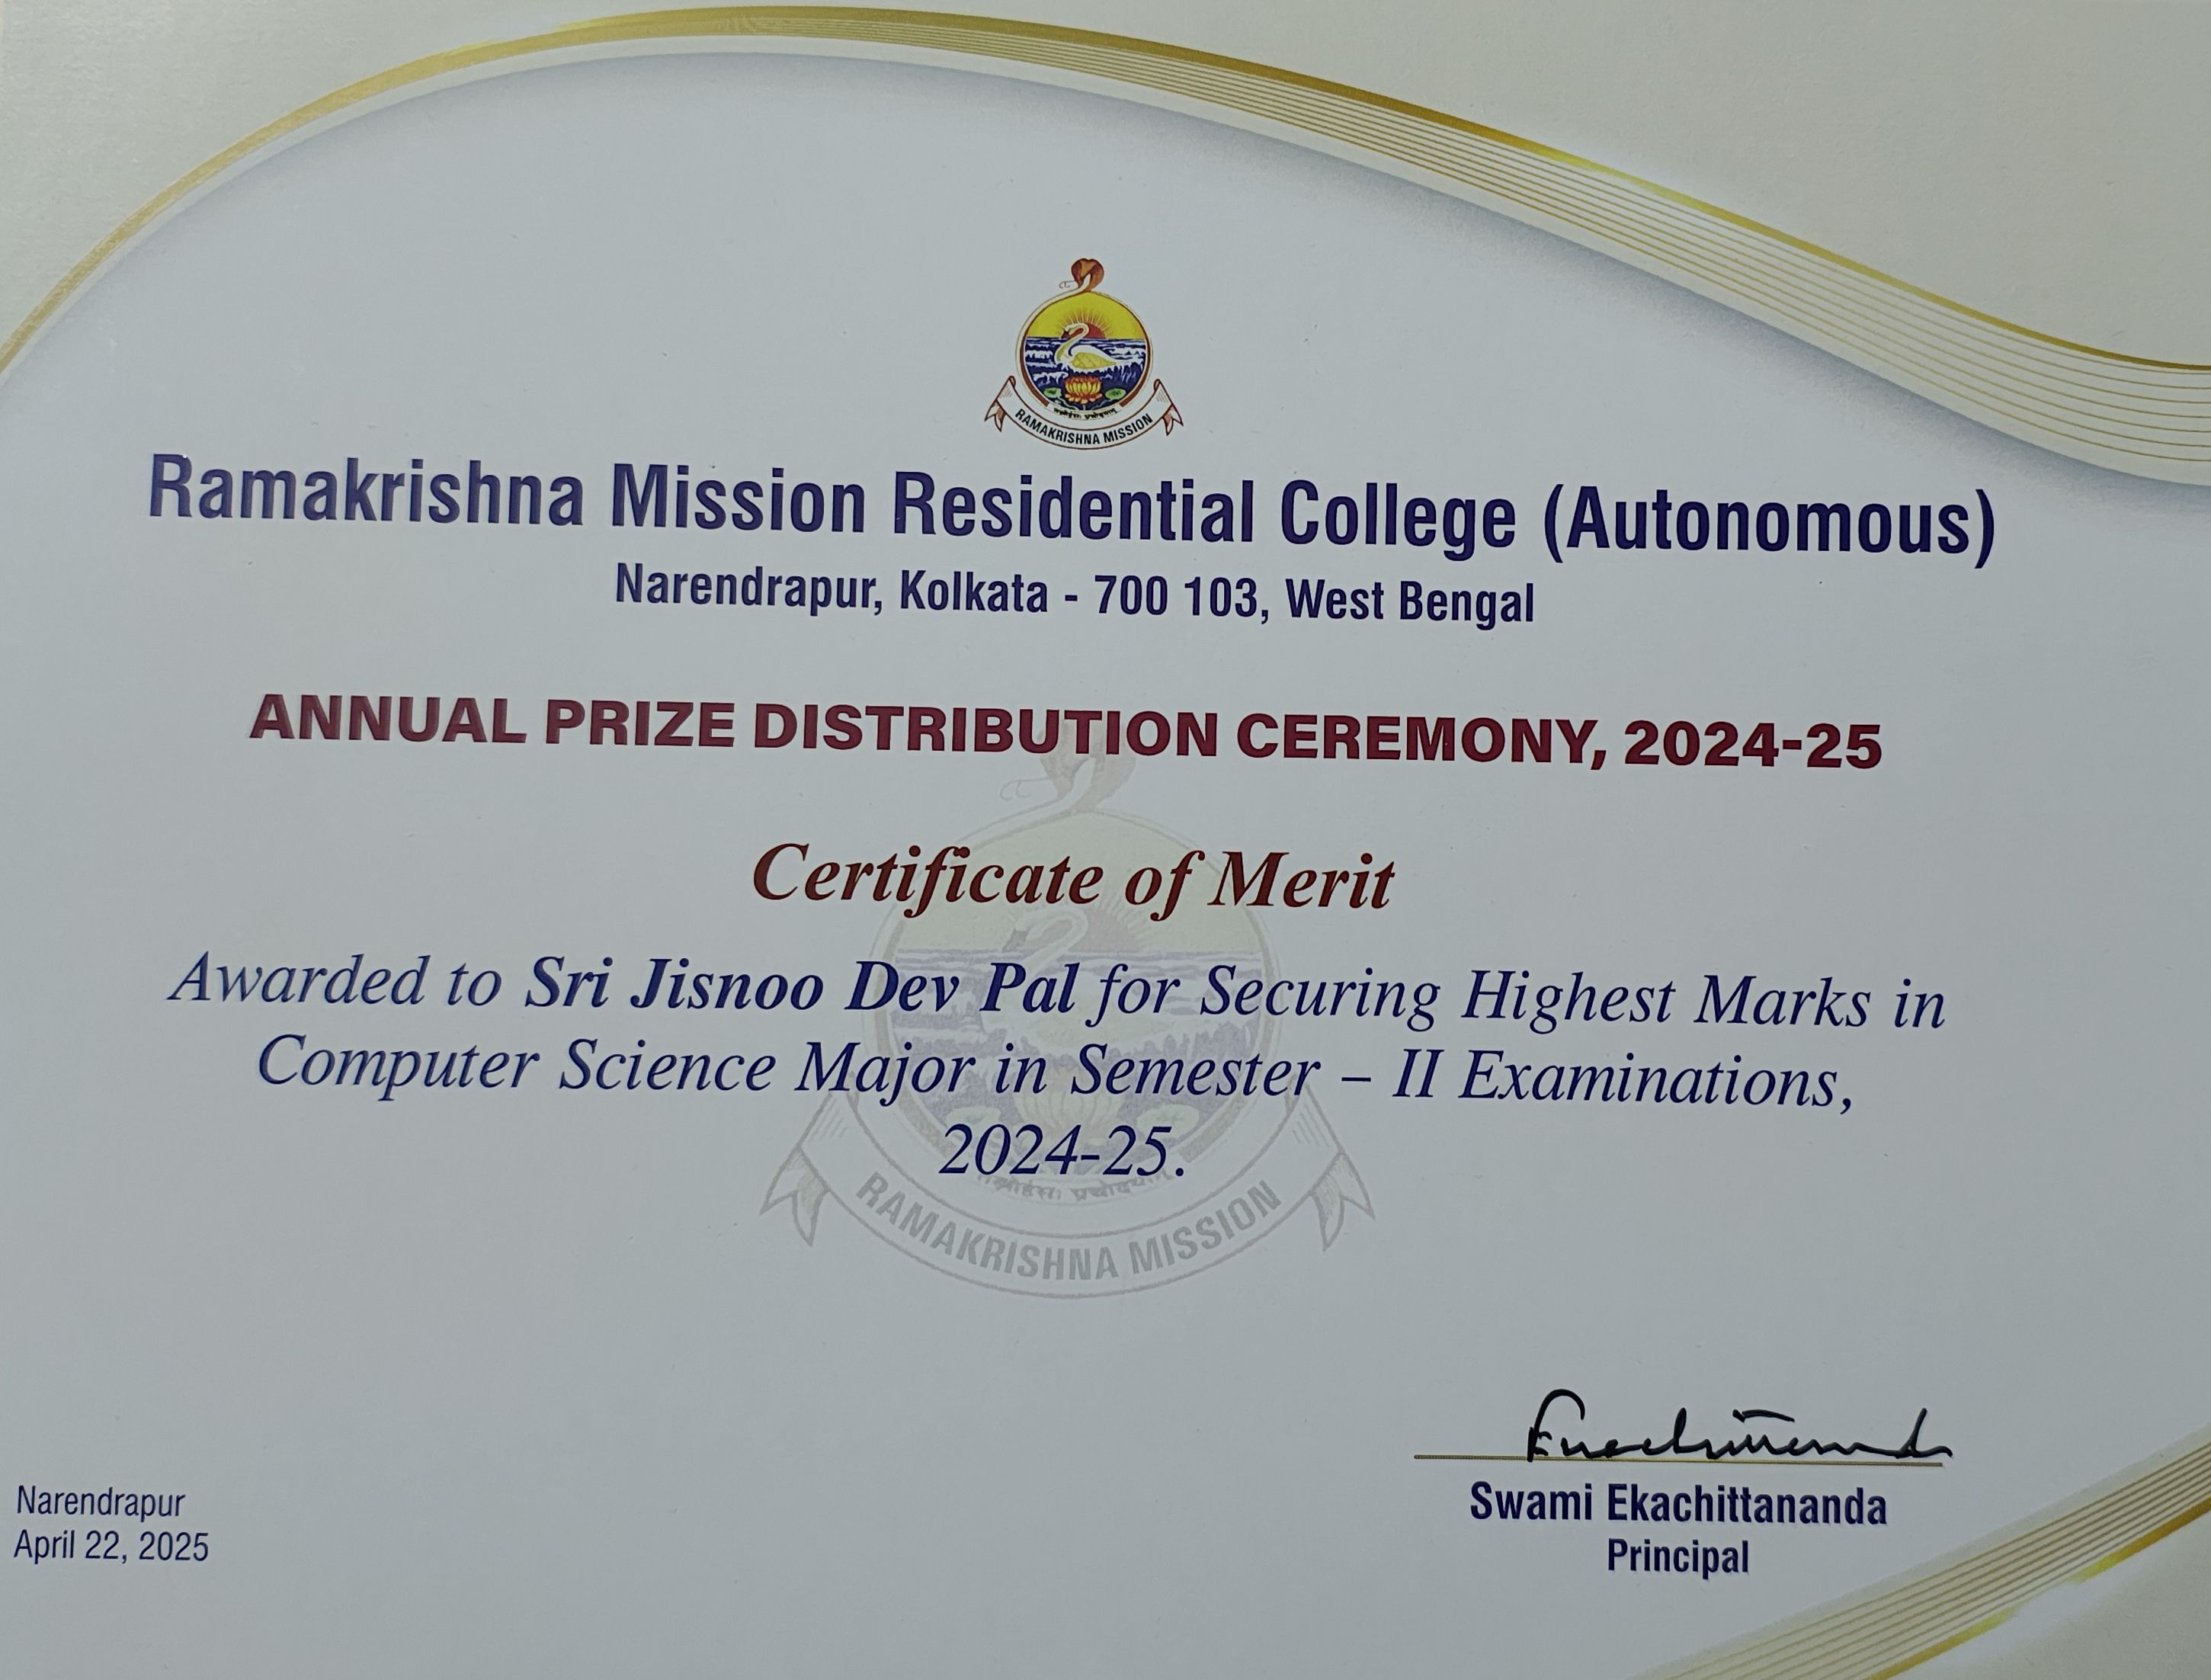 RAMAKRISHNA MISSION
Ramakrishna Mission Residential College (Autonomous)
Narendrapur, Kolkata - 700 103, West Bengal
ANNUAL PRIZE DISTRIBUTION CEREMONY, 2024-25
Certificate of Merit
Awarded to Sri Jisnoo Dev Pal for Securing Highest Marks in
Computer Science Major in Semester – II Examinations,
2024-25.
RAMAKRISHNA MISSION
Swami Ekachittananda
Principal
Narendrapur
April 22, 2025